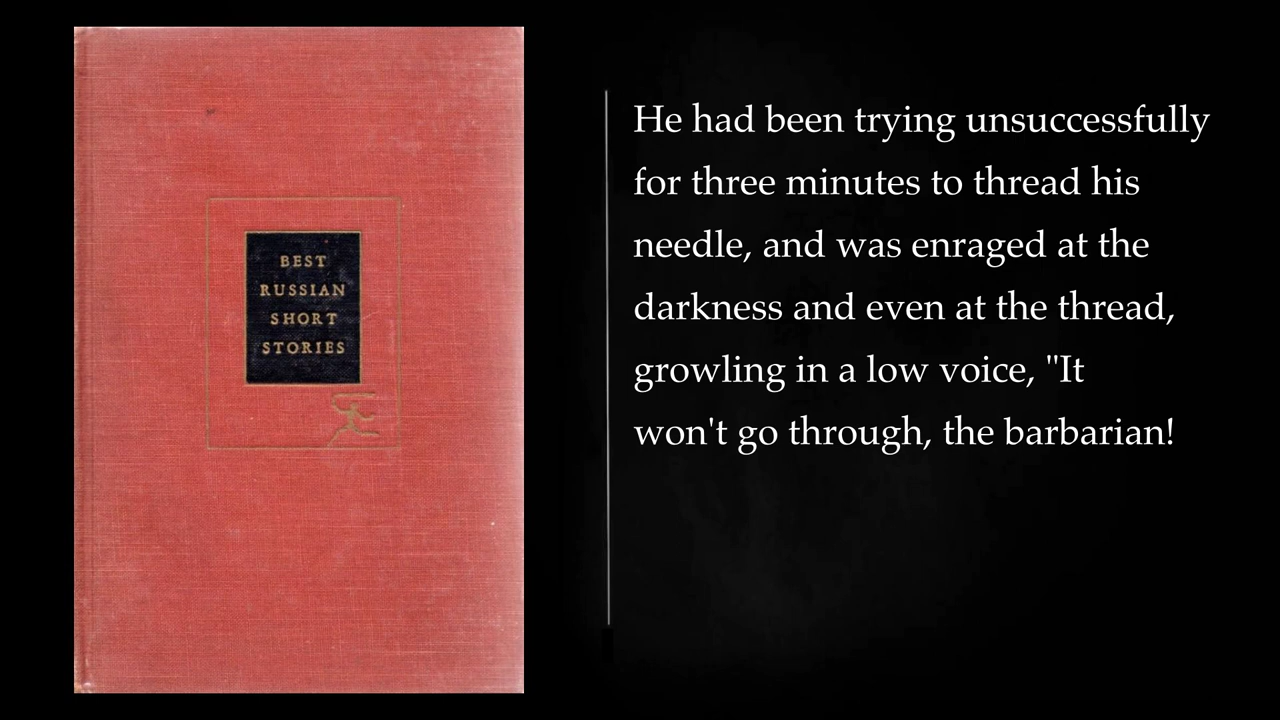 BEST
RUSSIAN
SHORT
STORIES
He had been trying unsuccessfully
for three minutes to thread his
needle, and was enraged at the
darkness and even at the thread,
growling in a low voice, "It
won't go through, the barbarian!